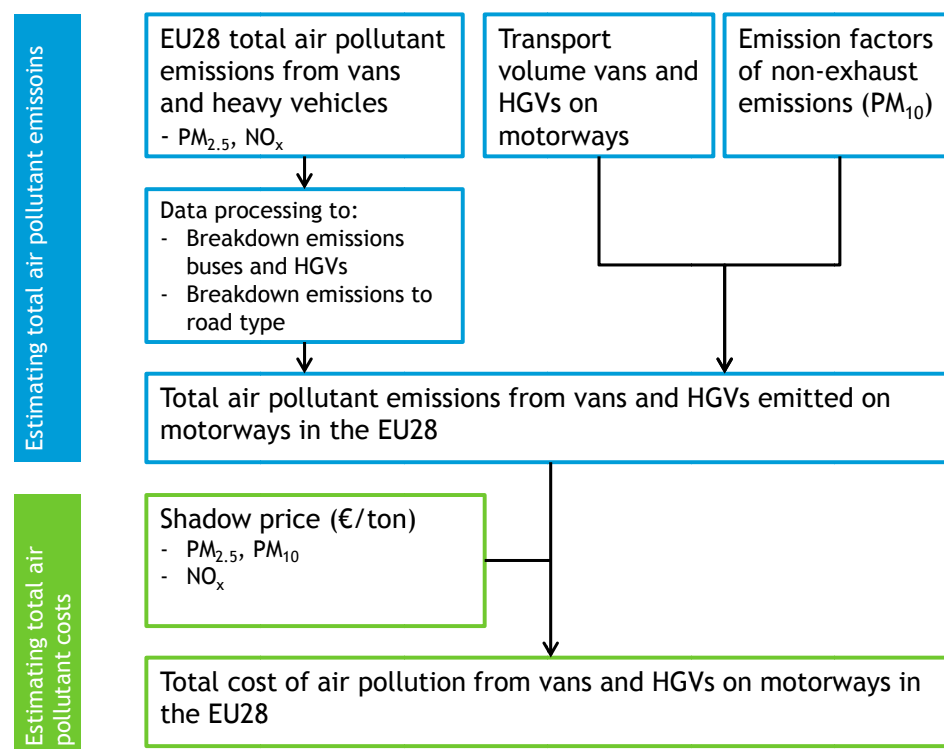 Estimating total air pollutant emissoins
EU28 total air pollutant
emissions from vans
and heavy vehicles
- PM2.5, NOx
Transport
volume vans and
HGVs on
motorways
Emission factors
of non-exhaust
emissions (PM10)
Data processing to:
- Breakdown emissions
buses and HGVs
- Breakdown emissions to
road type
Total air pollutant emissions from vans and HGVs emitted on
motorways in the EU28
Estimating total air
pollutant costs
Shadow price (€/ton)
- PM2.5, PM10
- NOx
Total cost of air pollution from vans and HGVs on motorways in
the EU28